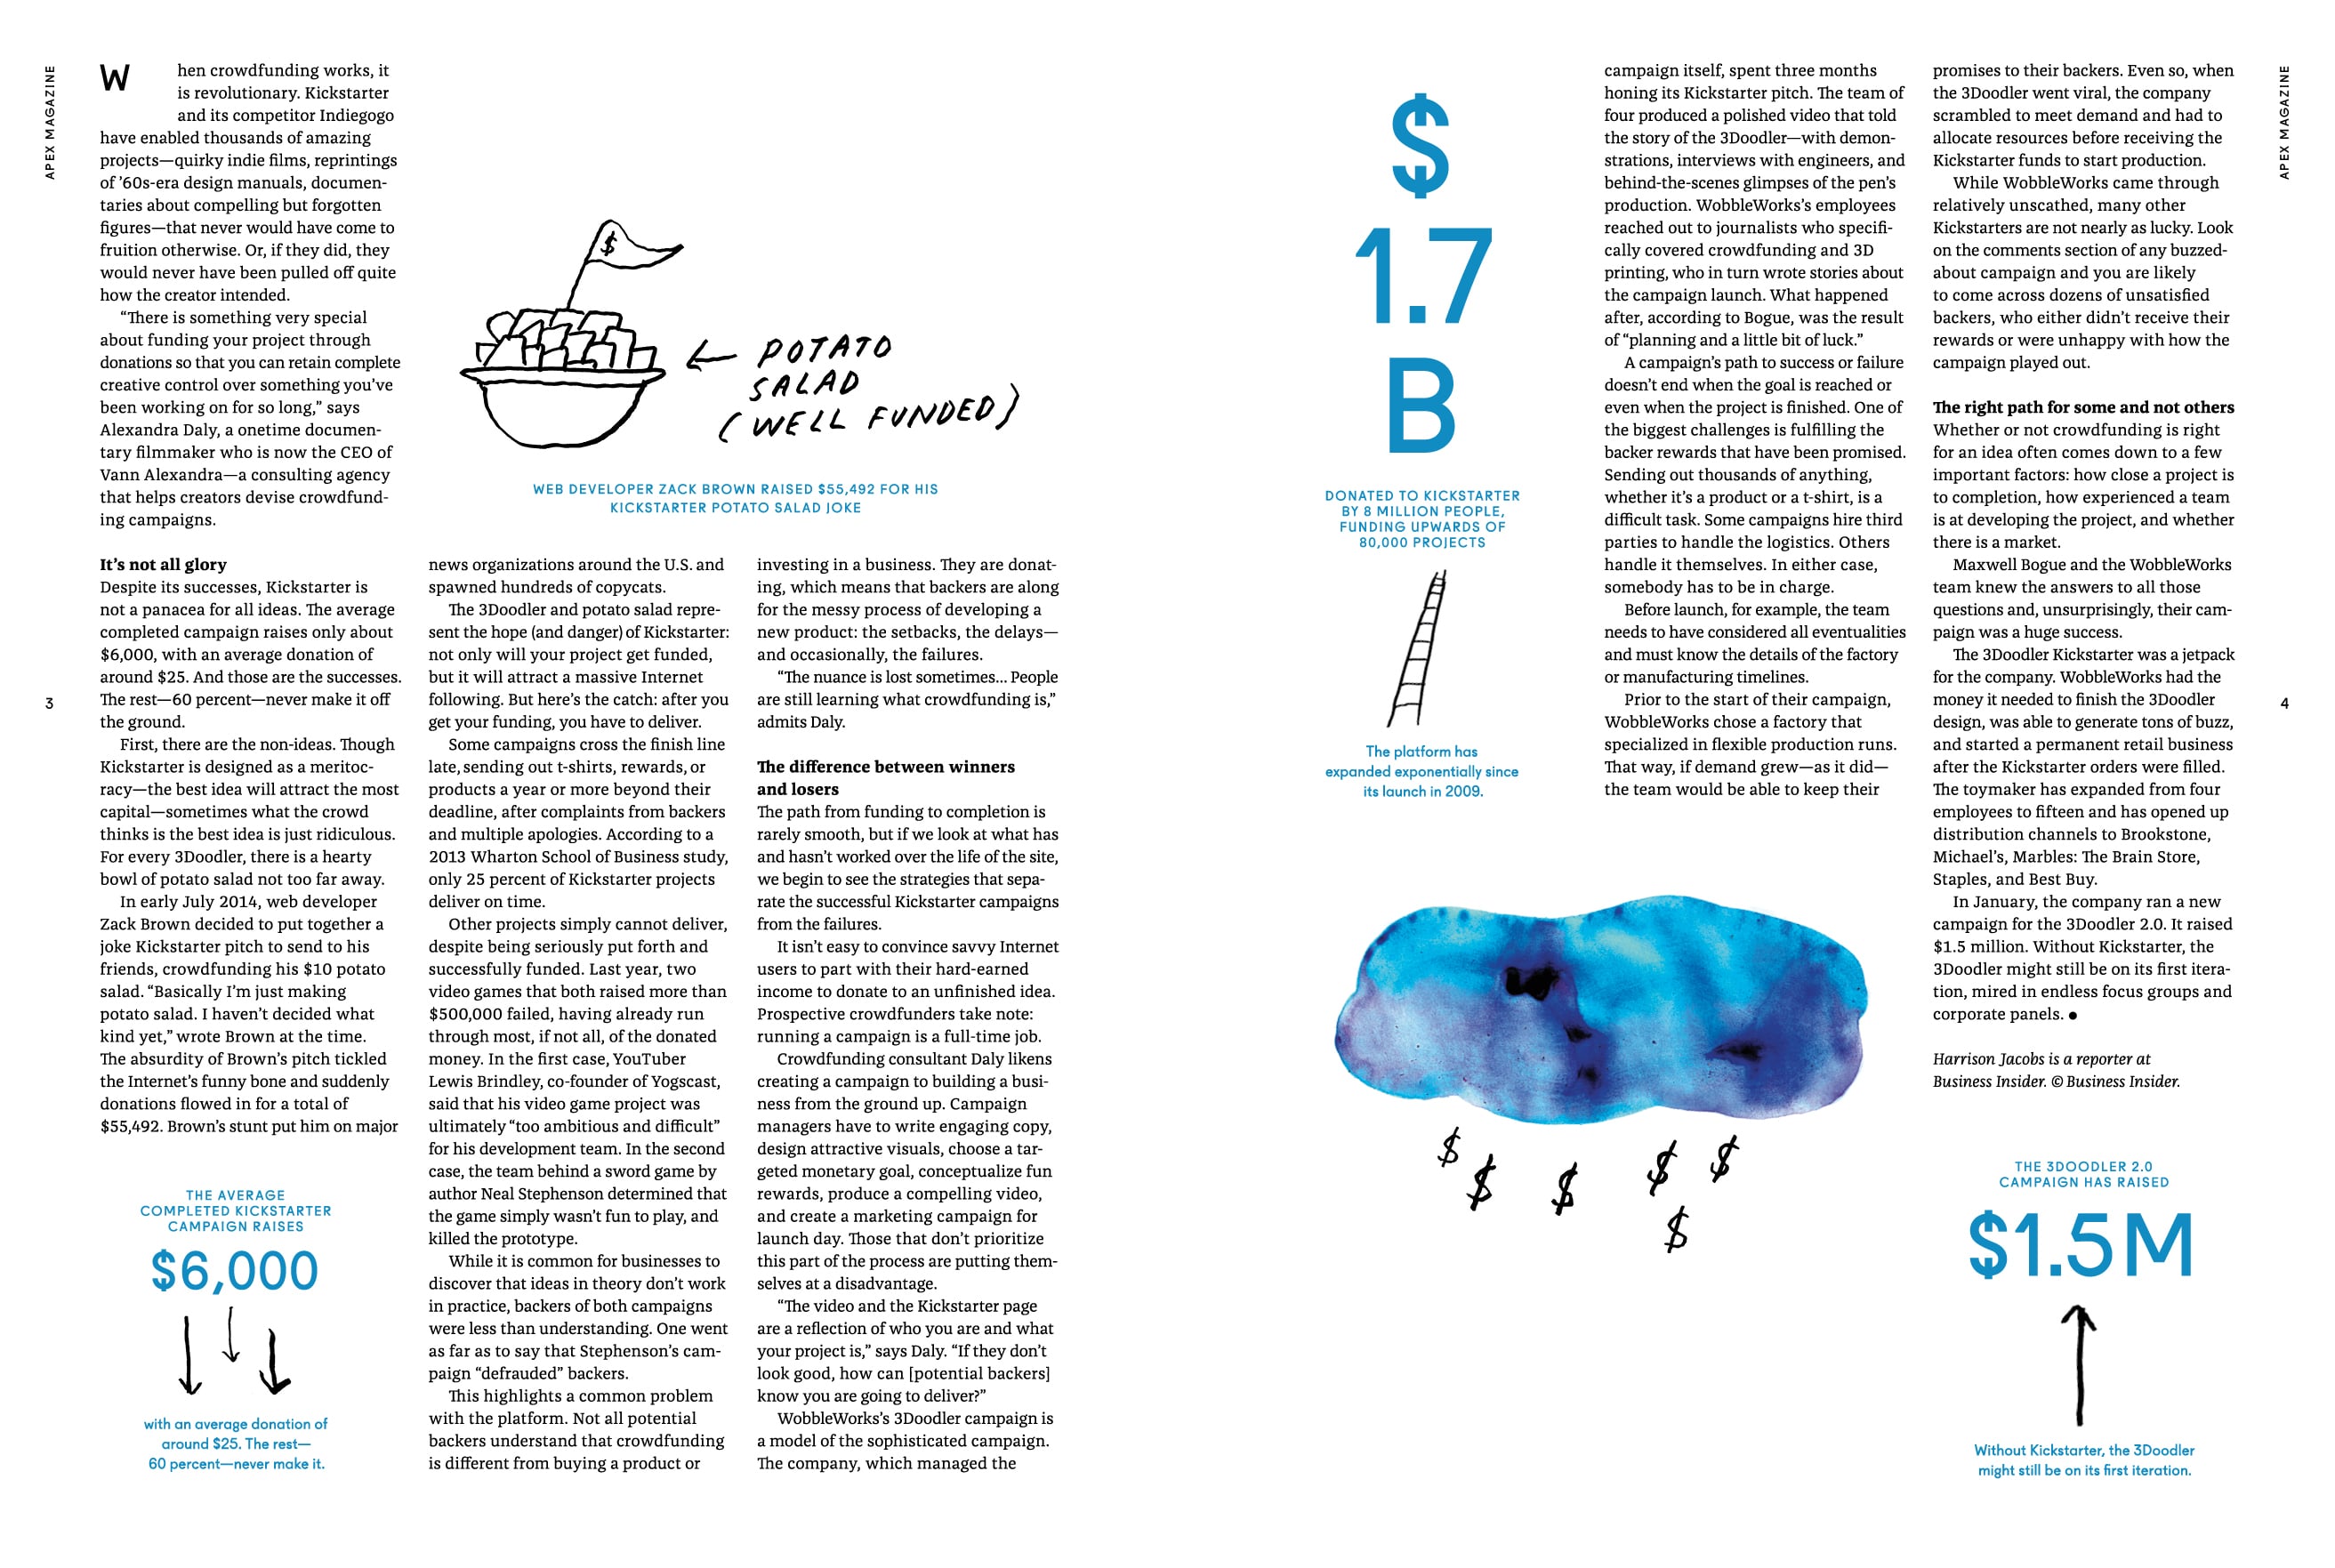 APEX MAGAZINE
3
When crowdfunding works, it
is revolutionary. Kickstarter
and its competitor Indiegogo
have enabled thousands of amazing
projects—quirky indie films, reprintings
of ’60s-era design manuals, documen-
taries about compelling but forgotten
figures—that never would have come to
fruition otherwise. Or, if they did, they
would never have been pulled off quite
how the creator intended.
“There is something very special
about funding your project through
donations so that you can retain complete
creative control over something you’ve
been working on for so long,” says
Alexandra Daly, a onetime documen-
tary filmmaker who is now the CEO of
Vann Alexandra—a consulting agency
that helps creators devise crowdfund-
ing campaigns.
It’s not all glory
Despite its successes, Kickstarter is
not a panacea for all ideas. The average
completed campaign raises only about
$6,000, with an average donation of
around $25. And those are the successes.
The rest—60 percent—never make it off
the ground.
First, there are the non-ideas. Though
Kickstarter is designed as a meritoc-
racy—the best idea will attract the most
capital—sometimes what the crowd
thinks is the best idea is just ridiculous.
For every 3Doodler, there is a hearty
bowl of potato salad not too far away.
In early July 2014, web developer
Zack Brown decided to put together a
joke Kickstarter pitch to send to his
friends, crowdfunding his $10 potato
salad. “Basically I’m just making
potato salad. I haven’t decided what
kind yet,” wrote Brown at the time.
The absurdity of Brown’s pitch tickled
the Internet’s funny bone and suddenly
donations flowed in for a total of
$55,492. Brown’s stunt put him on major
THE AVERAGE
COMPLETED KICKSTARTER
CAMPAIGN RAISES
$6,000
with an average donation of
around $25. The rest—
60 percent—never make it.
$
← POTATO
SALAD
(WELL FUNDED)
WEB DEVELOPER ZACK BROWN RAISED $55,492 FOR HIS
KICKSTARTER POTATO SALAD JOKE
news organizations around the U.S. and
spawned hundreds of copycats.
The 3Doodler and potato salad repre-
sent the hope (and danger) of Kickstarter:
not only will your project get funded,
but it will attract a massive Internet
following. But here’s the catch: after you
get your funding, you have to deliver.
Some campaigns cross the finish line
late, sending out t-shirts, rewards, or
products a year or more beyond their
deadline, after complaints from backers
and multiple apologies. According to a
2013 Wharton School of Business study,
only 25 percent of Kickstarter projects
deliver on time.
Other projects simply cannot deliver,
despite being seriously put forth and
successfully funded. Last year, two
video games that both raised more than
$500,000 failed, having already run
through most, if not all, of the donated
money. In the first case, YouTuber
Lewis Brindley, co-founder of Yogscast,
said that his video game project was
ultimately “too ambitious and difficult”
for his development team. In the second
case, the team behind a sword game by
author Neal Stephenson determined that
the game simply wasn’t fun to play, and
killed the prototype.
While it is common for businesses to
discover that ideas in theory don’t work
in practice, backers of both campaigns
were less than understanding. One went
as far as to say that Stephenson’s cam-
paign “defrauded” backers.
This highlights a common problem
with the platform. Not all potential
backers understand that crowdfunding
is different from buying a product or
investing in a business. They are donat-
ing, which means that backers are along
for the messy process of developing a
new product: the setbacks, the delays—
and occasionally, the failures.
“The nuance is lost sometimes... People
are still learning what crowdfunding is,”
admits Daly.
The difference between winners
and losers
The path from funding to completion is
rarely smooth, but if we look at what has
and hasn’t worked over the life of the site,
we begin to see the strategies that sepa-
rate the successful Kickstarter campaigns
from the failures.
It isn’t easy to convince savvy Internet
users to part with their hard-earned
income to donate to an unfinished idea.
Prospective crowdfunders take note:
running a campaign is a full-time job.
Crowdfunding consultant Daly likens
creating a campaign to building a busi-
ness from the ground up. Campaign
managers have to write engaging copy,
design attractive visuals, choose a tar-
geted monetary goal, conceptualize fun
rewards, produce a compelling video,
and create a marketing campaign for
launch day. Those that don’t prioritize
this part of the process are putting them-
selves at a disadvantage.
“The video and the Kickstarter page
are a reflection of who you are and what
your project is,” says Daly. “If they don’t
look good, how can [potential backers]
know you are going to deliver?”
WobbleWorks’s 3Doodler campaign is
a model of the sophisticated campaign.
The company, which managed the
$
1.7
B
DONATED TO KICKSTARTER
BY 8 MILLION PEOPLE,
FUNDING UPWARDS OF
80,000 PROJECTS
The platform has
expanded exponentially since
its launch in 2009.
campaign itself, spent three months
honing its Kickstarter pitch. The team of
four produced a polished video that told
the story of the 3Doodler—with demon-
strations, interviews with engineers, and
behind-the-scenes glimpses of the pen’s
production. WobbleWorks’s employees
reached out to journalists who specifi-
cally covered crowdfunding and 3D
printing, who in turn wrote stories about
the campaign launch. What happened
after, according to Bogue, was the result
of “planning and a little bit of luck.”
A campaign’s path to success or failure
doesn’t end when the goal is reached or
even when the project is finished. One of
the biggest challenges is fulfilling the
backer rewards that have been promised.
Sending out thousands of anything,
whether it’s a product or a t-shirt, is a
difficult task. Some campaigns hire third
parties to handle the logistics. Others
handle it themselves. In either case,
somebody has to be in charge.
Before launch, for example, the team
needs to have considered all eventualities
and must know the details of the factory
or manufacturing timelines.
Prior to the start of their campaign,
WobbleWorks chose a factory that
specialized in flexible production runs.
That way, if demand grew—as it did—
the team would be able to keep their
$ $ $ $ $
$
promises to their backers. Even so, when
the 3Doodler went viral, the company
scrambled to meet demand and had to
allocate resources before receiving the
Kickstarter funds to start production.
While WobbleWorks came through
relatively unscathed, many other
Kickstarters are not nearly as lucky. Look
on the comments section of any buzzed-
about campaign and you are likely
to come across dozens of unsatisfied
backers, who either didn’t receive their
rewards or were unhappy with how the
campaign played out.
The right path for some and not others
Whether or not crowdfunding is right
for an idea often comes down to a few
important factors: how close a project is
to completion, how experienced a team
is at developing the project, and whether
there is a market.
Maxwell Bogue and the WobbleWorks
team knew the answers to all those
questions and, unsurprisingly, their cam-
paign was a huge success.
The 3Doodler Kickstarter was a jetpack
for the company. WobbleWorks had the
money it needed to finish the 3Doodler
design, was able to generate tons of buzz,
and started a permanent retail business
after the Kickstarter orders were filled.
The toymaker has expanded from four
employees to fifteen and has opened up
distribution channels to Brookstone,
Michael’s, Marbles: The Brain Store,
Staples, and Best Buy.
In January, the company ran a new
campaign for the 3Doodler 2.0. It raised
$1.5 million. Without Kickstarter, the
3Doodler might still be on its first itera-
tion, mired in endless focus groups and
corporate panels. ●
Harrison Jacobs is a reporter at
Business Insider. © Business Insider.
THE 3DOODLER 2.0
CAMPAIGN HAS RAISED
$1.5M
Without Kickstarter, the 3Doodler
might still be on its first iteration.
APEX MAGAZINE
4